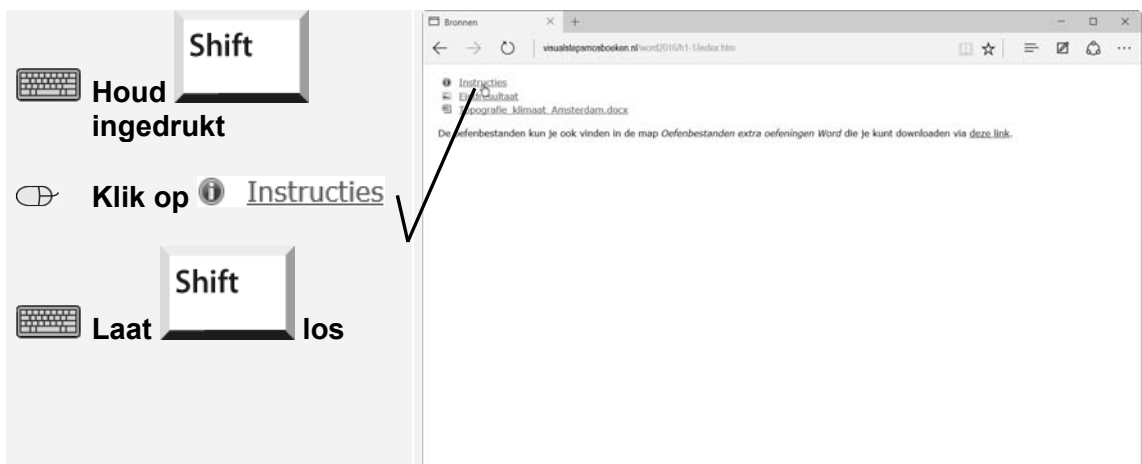 Shift
Houd
ingedrukt
Klik op Instructies
Shift
Laat los
Bronnen
visualstepsmosboeken.nl/word2016/h1-1/index.htm
Instructies
Eindresultaat
Topografie_klimaat_Amsterdam.docx
De oefenbestanden kun je ook vinden in de map Oefenbestanden extra oefeningen Word die je kunt downloaden via deze link.